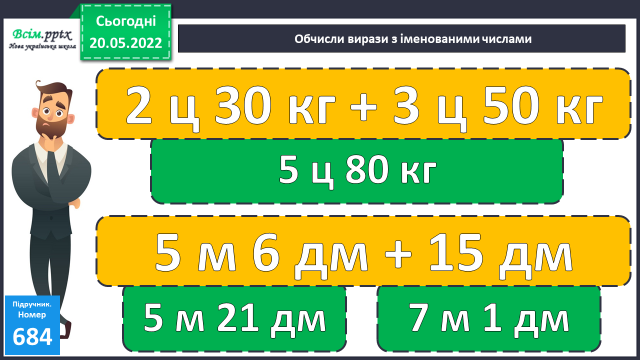 Всім.pptx
Нова українська школа
Сьогодні
20.05.2022
Обчисли вирази з іменованими числами
2 ц 30 кг + 3 ц 50 кг
5 ц 80 кг
5 м 6 дм + 15 дм
5 м 21 дм
7 м 1 дм
Підручник.
Номер
684